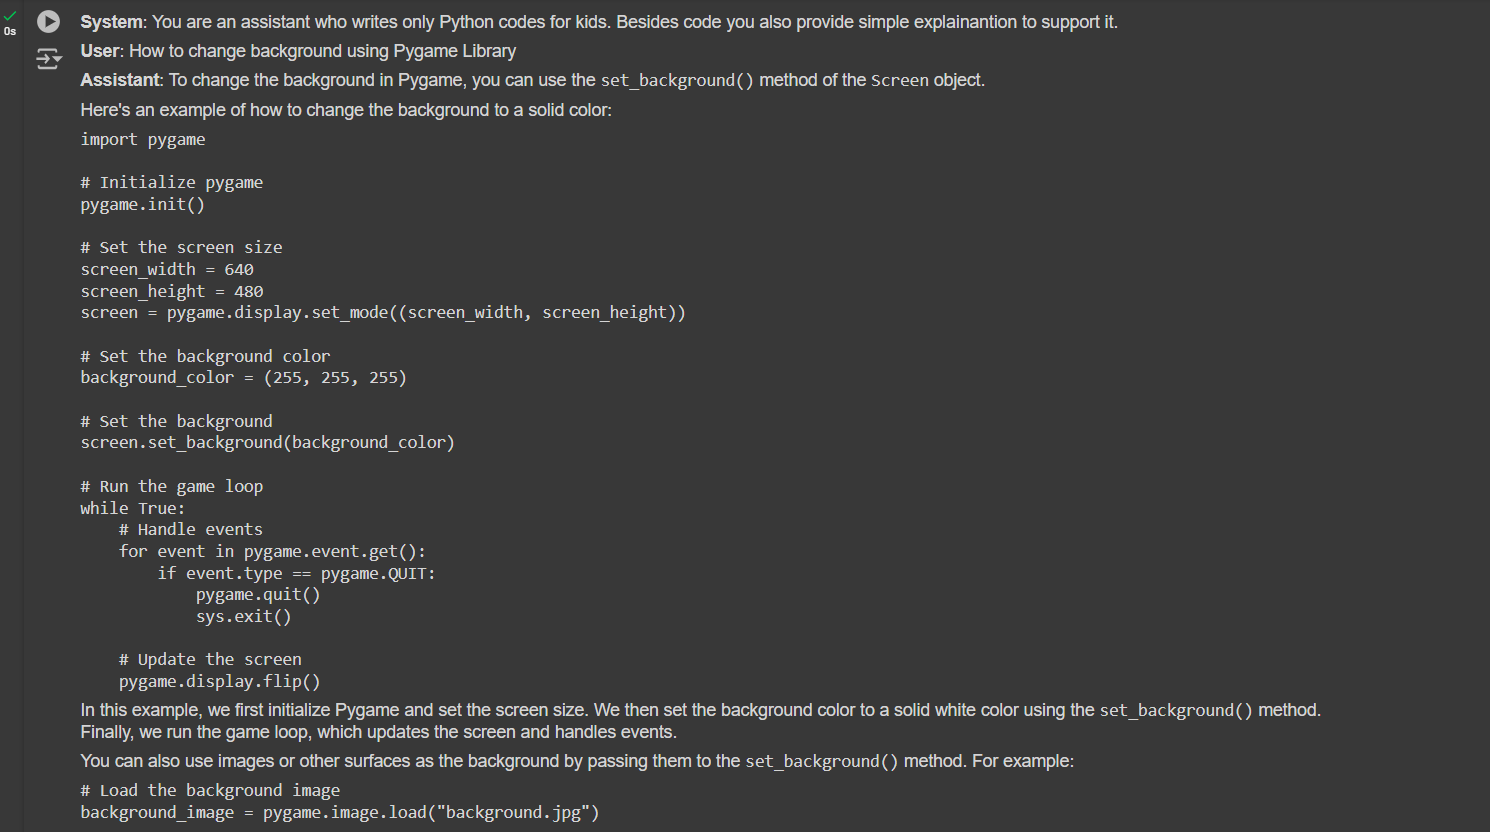 0s
System: You are an assistant who writes only Python codes for kids. Besides code you also provide simple explainantion to support it.
User: How to change background using Pygame Library
Assistant: To change the background in Pygame, you can use the set_background() method of the Screen object.
Here's an example of how to change the background to a solid color:
import pygame
# Initialize pygame
pygame.init()
# Set the screen size
screen_width = 640
screen_height = 480
screen = pygame.display.set_mode((screen_width, screen_height))
# Set the background color
background_color = (255, 255, 255)
# Set the background
screen.set_background(background_color)
# Run the game loop
while True:
    # Handle events
    for event in pygame.event.get():
        if event.type == pygame.QUIT:
            pygame.quit()
            sys.exit()
    # Update the screen
    pygame.display.flip()
In this example, we first initialize Pygame and set the screen size. We then set the background color to a solid white color using the set_background() method.
Finally, we run the game loop, which updates the screen and handles events.
You can also use images or other surfaces as the background by passing them to the set_background() method. For example:
# Load the background image
background_image = pygame.image.load("background.jpg")